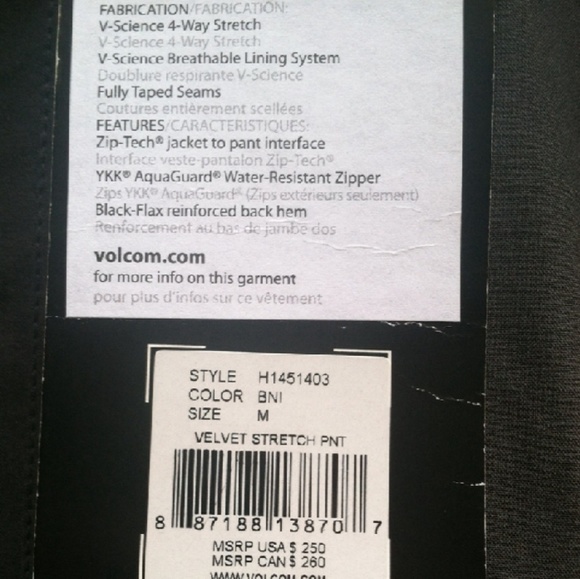 FABRICATION/FABRICATION:
V-Science 4-Way Stretch
V-Science 4-Way Stretch
V-Science Breathable Lining System
Doublure respirante V-Science
Fully Taped Seams
Coutures entièrement scellées
FEATURES/CARACTERISTIQUES:
Zip-Tech® jacket to pant interface
Interface veste-pantalon Zip-Tech®
YKK® AquaGuard® Water-Resistant Zipper
Zips YKK® AquaGuard® (Zips extérieurs seulement)
Black-Flax reinforced back hem
Renforcement au bas de jambe dos
volcom.com
for more info on this garment
pour plus d'infos sur ce vêtement
STYLE H1451403
COLOR BNI
SIZE M
VELVET STRETCH PNT
8 87188 13870 7
MSRP USA $ 250
MSRP CAN $ 260
WWW.VOLCOM.COM